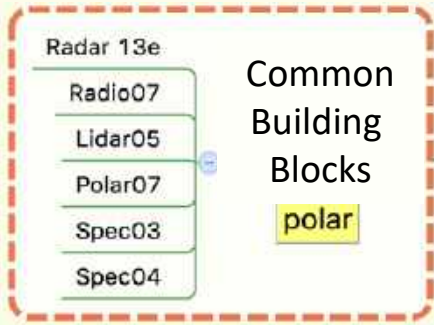 Radar 13e
Radio07
Lidar05
Polar07
Spec03
Spec04
Common
Building
Blocks
polar